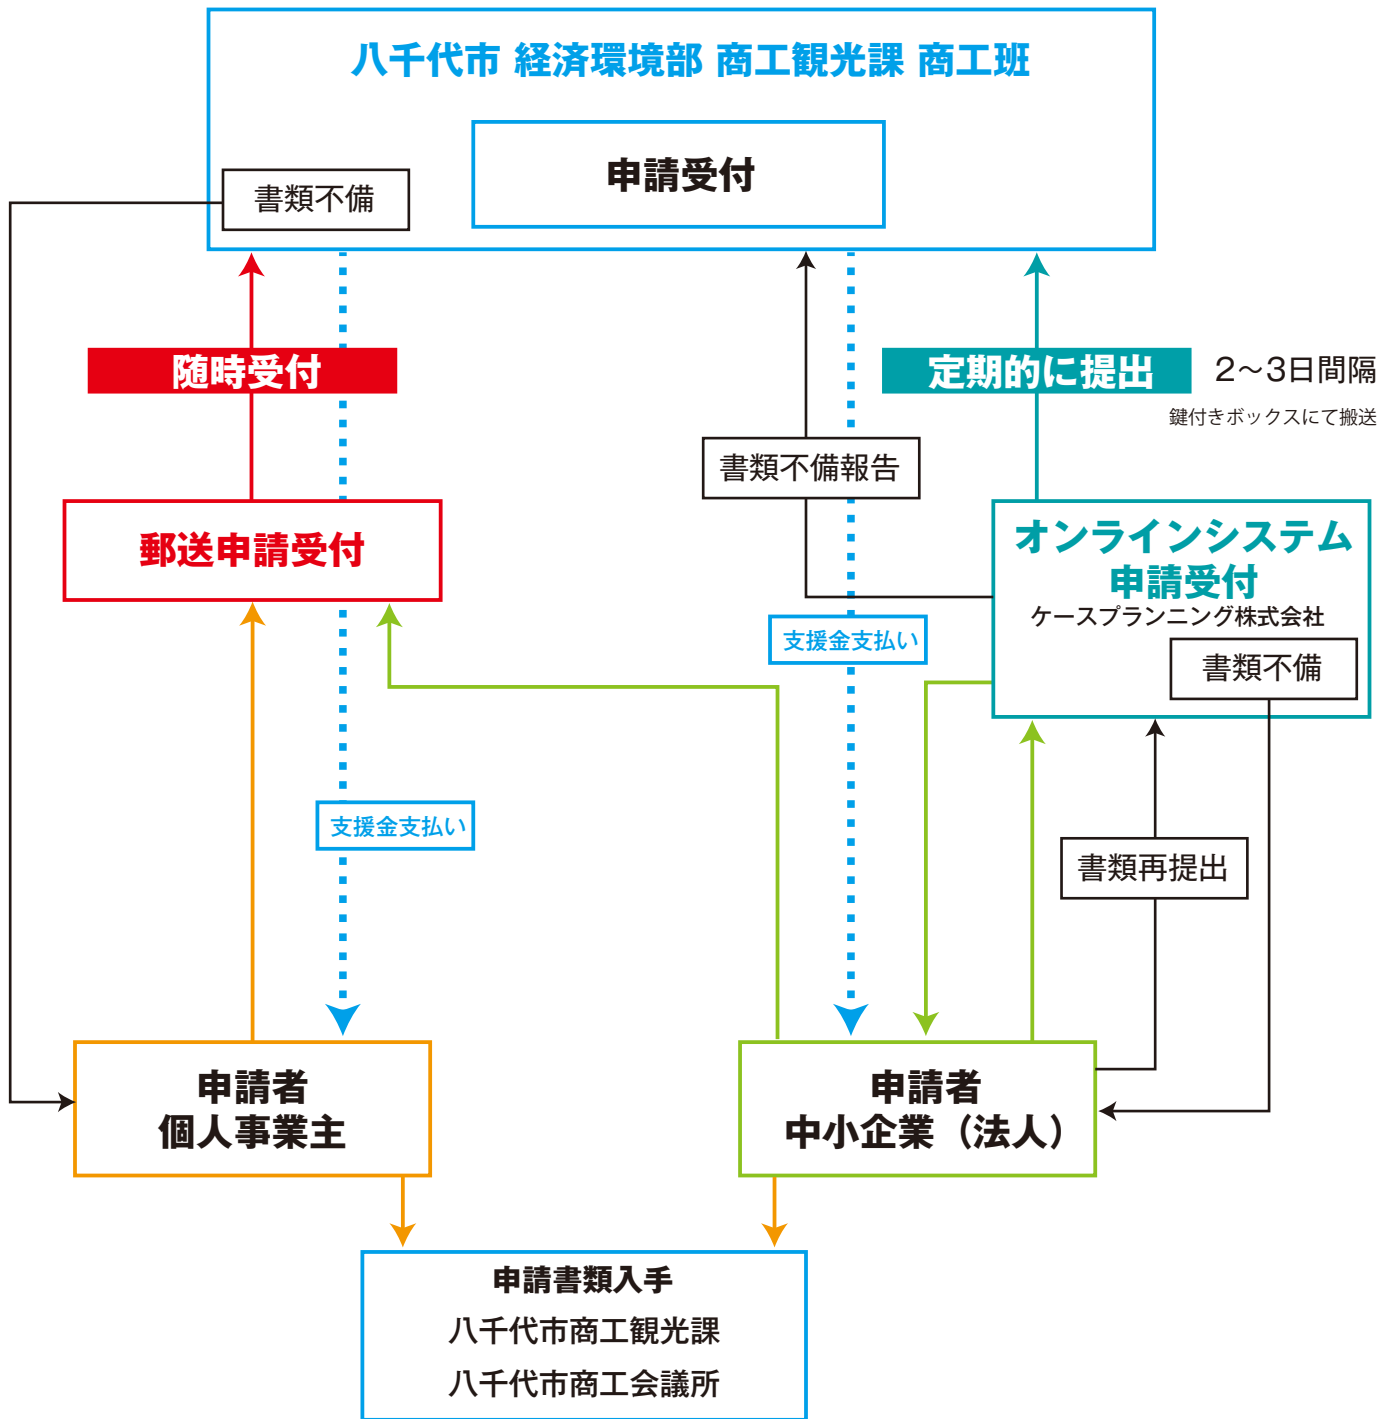 八千代市 経済環境部 商工観光課 商工班
申請受付
書類不備
随時受付
定期的に提出
2〜3日間隔
鍵付きボックスにて搬送
書類不備報告
郵送申請受付
オンラインシステム
申請受付
ケースプランニング株式会社
書類不備
支援金支払い
支援金支払い
書類再提出
申請者
個人事業主
申請者
中小企業（法人）
申請書類入手
八千代市商工観光課
八千代市商工会議所